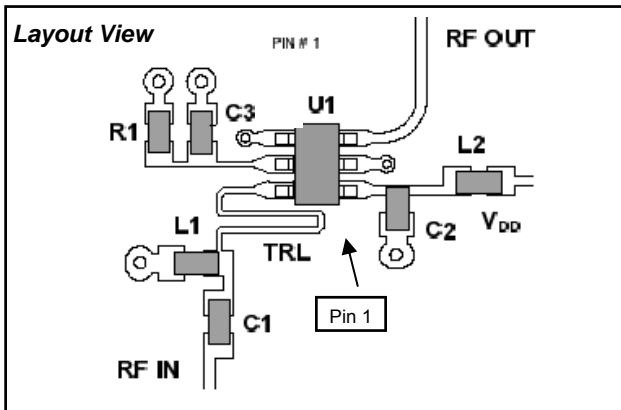 Layout View
PIN # 1
RF OUT
R1
C3
U1
L2
L1
TRL
C2
VDD
Pin 1
C1
RF IN